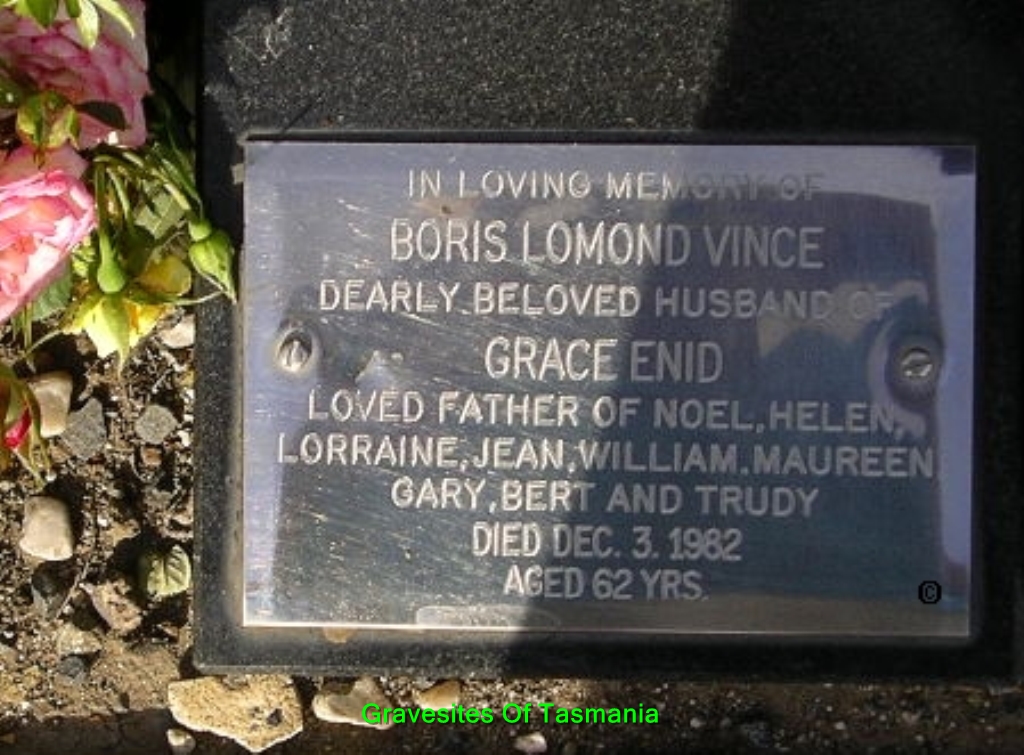 IN LOVING MEMORY OF
BORIS LOMOND VINCE
DEARLY BELOVED HUSBAND OF
GRACE ENID
LOVED FATHER OF NOEL, HELEN,
LORRAINE, JEAN, WILLIAM, MAUREEN
GARY, BERT AND TRUDY
DIED DEC. 3. 1982
AGED 62 YRS.
©
Gravesites Of Tasmania